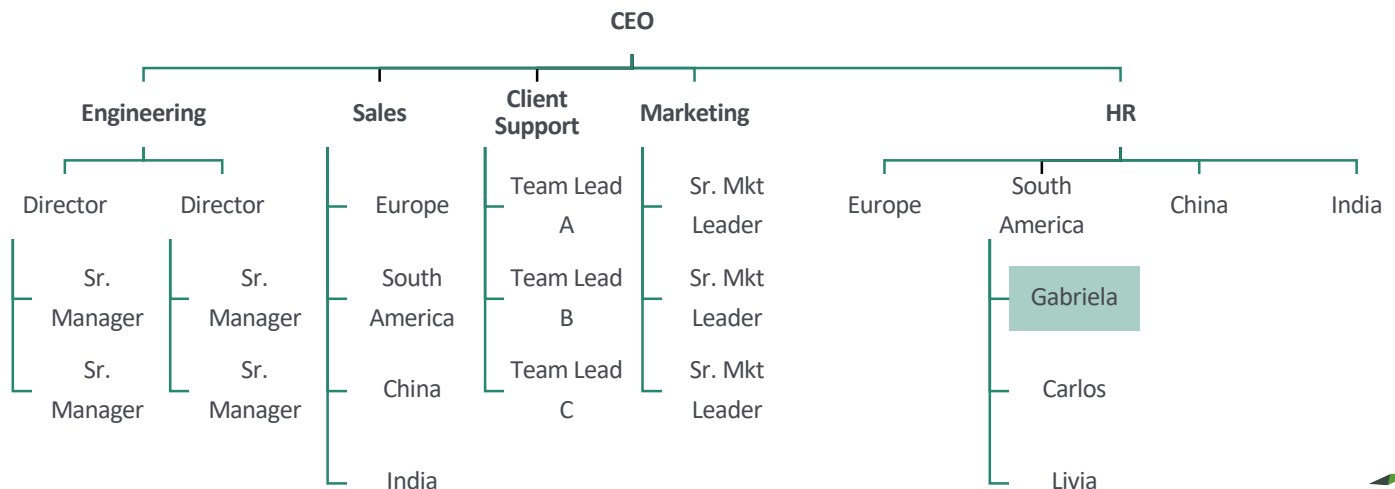 CEO
Engineering
Sales
Client
Support
Marketing
HR
Director
Director
Europe
Team Lead
A
Sr. Mkt
Leader
Europe
South
America
China
India
Sr.
Manager
Sr.
Manager
South
America
Team Lead
B
Sr. Mkt
Leader
Gabriela
Sr.
Manager
Sr.
Manager
China
Team Lead
C
Sr. Mkt
Leader
Carlos
India
Livia